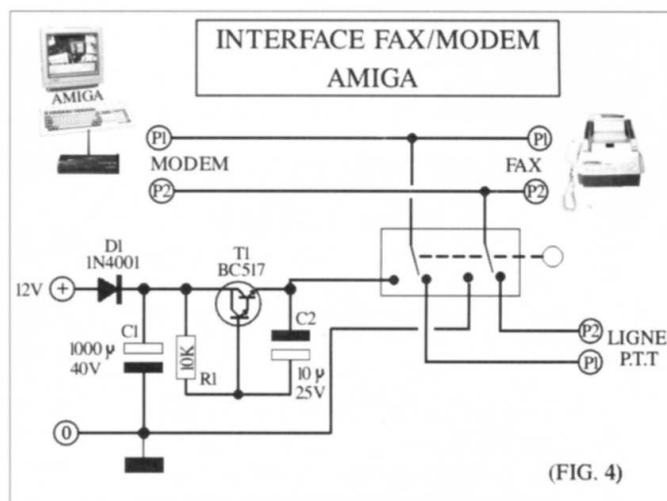 INTERFACE FAX/MODEM
AMIGA
AMIGA
P1
P1
MODEM
FAX
P2
P2
D1
1N4001
T1
BC517
12V
+
C1
1000 µ
40V
10K
R1
C2
10 µ
25V
P2
LIGNE
P1
P.T.T
0
(FIG. 4)